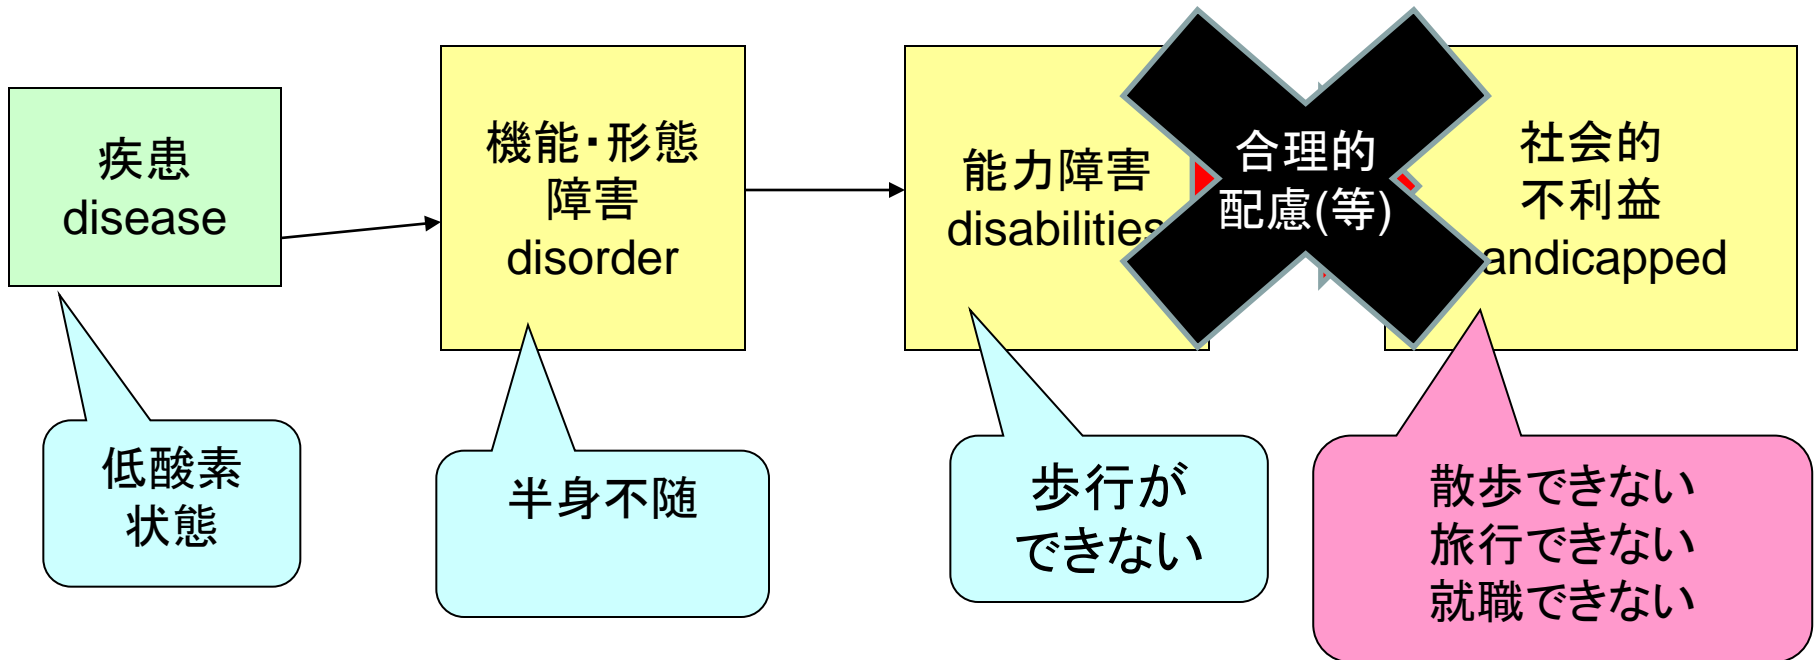 疾患
disease
機能・形態
障害
disorder
能力障害
disabilities
合理的
配慮(等)
社会的
不利益
andicapped
低酸素
状態
半身不随
歩行が
できない
散歩できない
旅行できない
就職できない